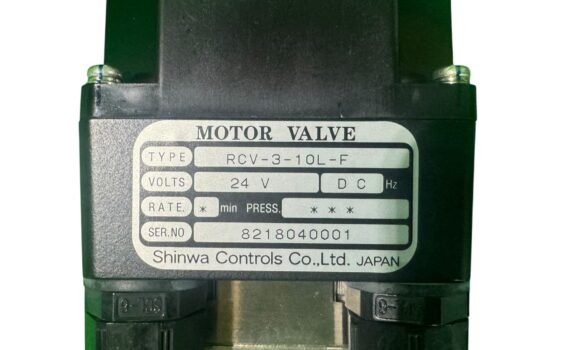 MOTOR VALVE
TYPE RCV-3-10L-F
VOLTS 24 V DC Hz
RATE. * min PRESS. * * *
SER.NO 8218040001
Shinwa Controls Co.,Ltd. JAPAN